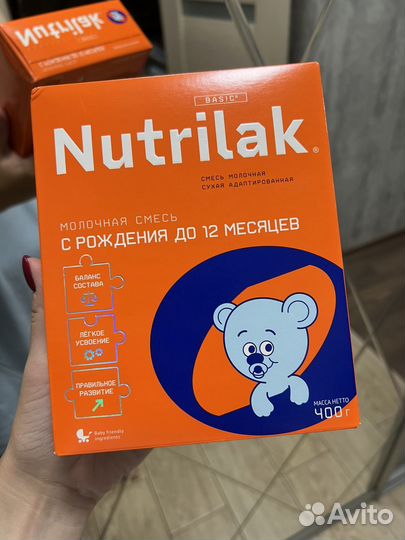 Nutrilak
BASIC+
Nutrilak®
СМЕСЬ МОЛОЧНАЯ
СУХАЯ АДАПТИРОВАННАЯ
МОЛОЧНАЯ СМЕСЬ
С РОЖДЕНИЯ ДО 12 МЕСЯЦЕВ
БАЛАНС
СОСТАВА
ЛЁГКОЕ
УСВОЕНИЕ
ПРАВИЛЬНОЕ
РАЗВИТИЕ
Baby friendly
ingredients
МАССА НЕТТО
400 г
Avito